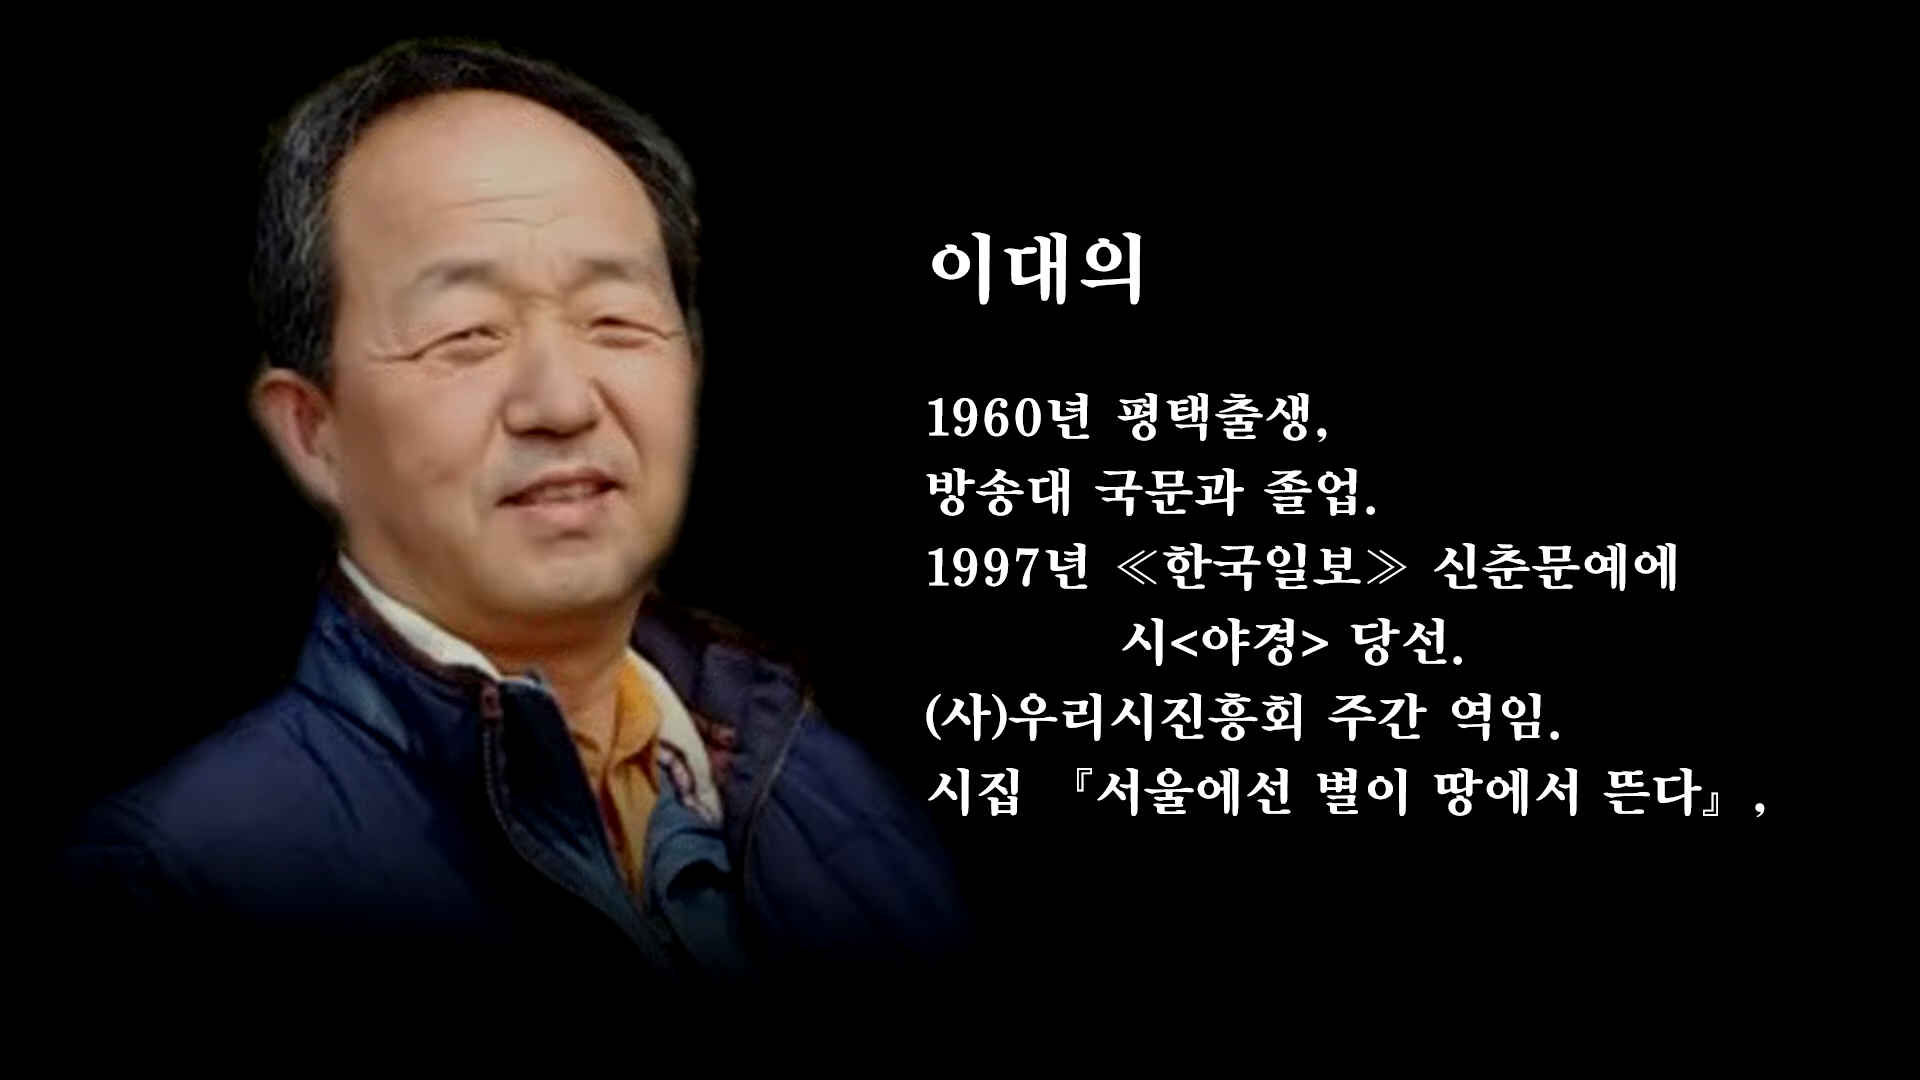 이대의
1960년 평택출생,
방송대 국문과 졸업.
1997년 ≪한국일보≫ 신춘문예에
시<야경> 당선.
(사)우리시진흥회 주간 역임.
시집 『서울에선 별이 땅에서 뜬다』,